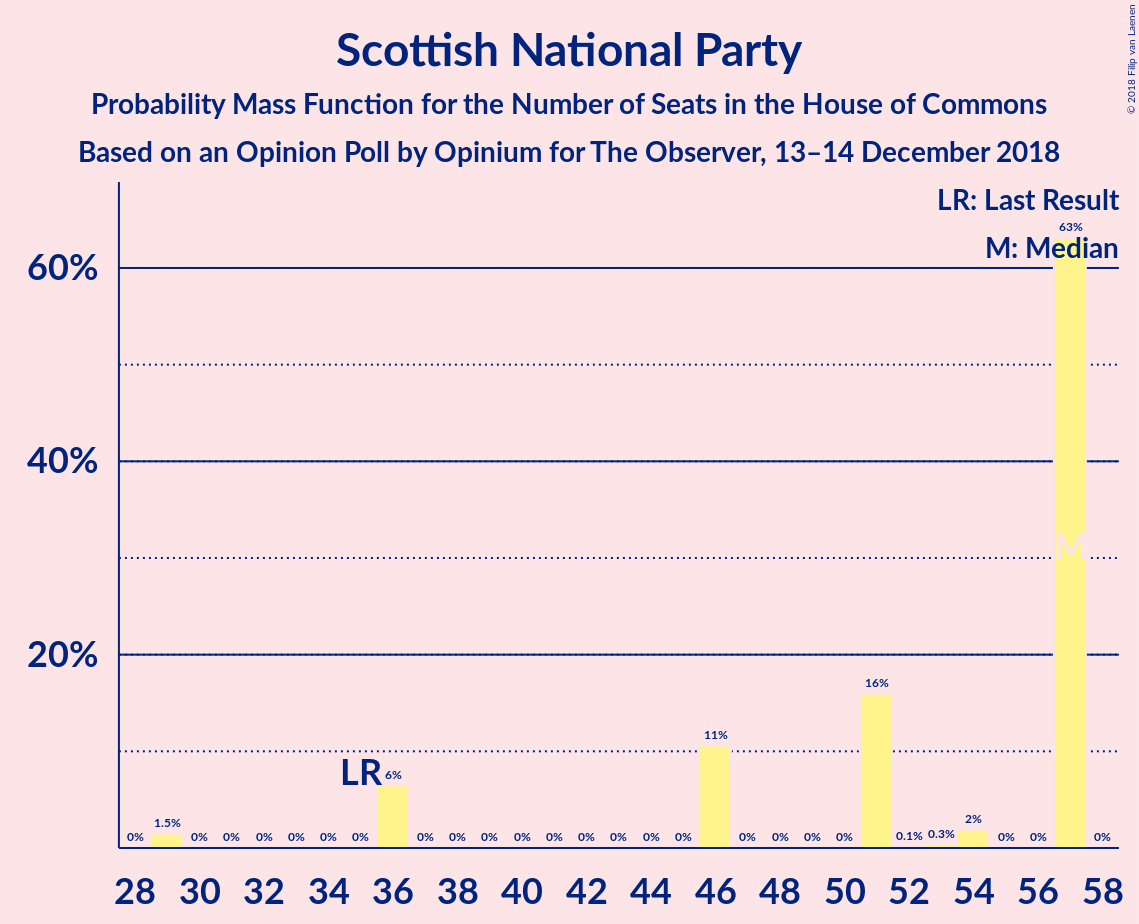 Scottish National Party
Probability Mass Function for the Number of Seats in the House of Commons
Based on an Opinion Poll by Opinium for The Observer, 13–14 December 2018
© 2018 Filip van Laenen
LR: Last Result
M: Median
63%
60%
40%
20%
M
16%
11%
LR 6%
0% 1.5% 0% 0% 0% 0% 0% 0% 0% 0% 0% 0% 0% 0% 0% 0% 0% 0% 0% 0% 0% 0.1% 0.3% 2% 0% 0% 0%
28 30 32 34 36 38 40 42 44 46 48 50 52 54 56 58